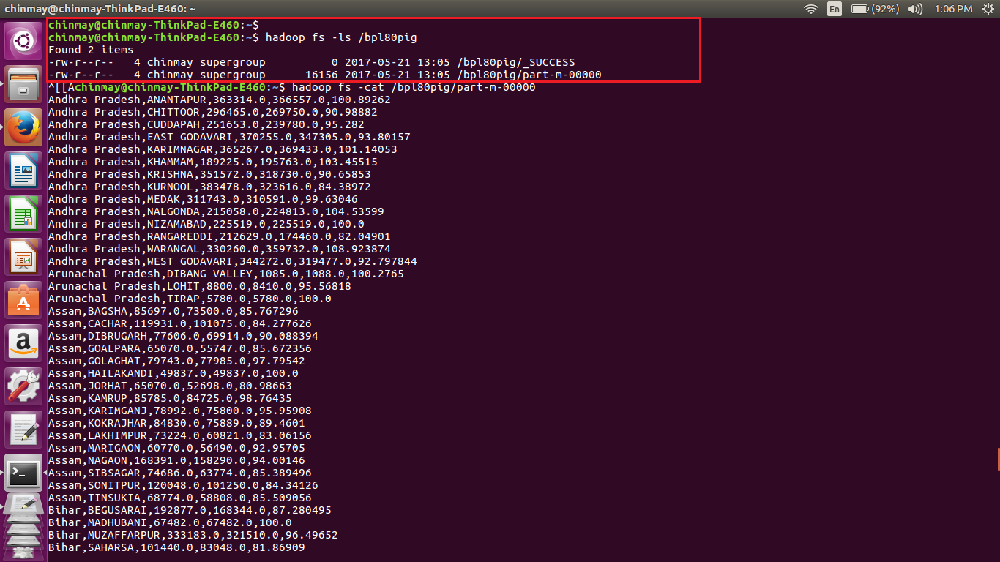 chinmay@chinmay-ThinkPad-E460: ~
En
(92%)
1:06 PM
chinmay@chinmay-ThinkPad-E460:~$
chinmay@chinmay-ThinkPad-E460:~$ hadoop fs -ls /bpl80pig
Found 2 items
-rw-r--r--   4 chinmay supergroup          0 2017-05-21 13:05 /bpl80pig/_SUCCESS
-rw-r--r--   4 chinmay supergroup      16156 2017-05-21 13:05 /bpl80pig/part-m-00000
^[[Achinmay@chinmay-ThinkPad-E460:~$ hadoop fs -cat /bpl80pig/part-m-00000
Andhra Pradesh,ANANTAPUR,363314.0,366557.0,100.89262
Andhra Pradesh,CHITTOOR,296465.0,269750.0,90.98882
Andhra Pradesh,CUDDAPAH,251653.0,239780.0,95.282
Andhra Pradesh,EAST GODAVARI,370255.0,347305.0,93.80157
Andhra Pradesh,KARIMNAGAR,365267.0,369433.0,101.14053
Andhra Pradesh,KHAMMAM,189225.0,195763.0,103.45515
Andhra Pradesh,KRISHNA,351572.0,318730.0,90.65853
Andhra Pradesh,KURNOOL,383478.0,323616.0,84.38972
Andhra Pradesh,MEDAK,311743.0,310591.0,99.63046
Andhra Pradesh,NALGONDA,215058.0,224813.0,104.53599
Andhra Pradesh,NIZAMABAD,225519.0,225519.0,100.0
Andhra Pradesh,RANGAREDDI,212629.0,174460.0,82.04901
Andhra Pradesh,WARANGAL,330260.0,359732.0,108.923874
Andhra Pradesh,WEST GODAVARI,344272.0,319477.0,92.797844
Arunachal Pradesh,DIBANG VALLEY,1085.0,1088.0,100.2765
Arunachal Pradesh,LOHIT,8800.0,8410.0,95.56818
Arunachal Pradesh,TIRAP,5780.0,5780.0,100.0
Assam,BAGSHA,85697.0,73500.0,85.767296
Assam,CACHAR,119931.0,101075.0,84.277626
Assam,DIBRUGARH,77606.0,69914.0,90.088394
Assam,GOALPARA,65070.0,55747.0,85.672356
Assam,GOLAGHAT,79743.0,77985.0,97.79542
Assam,HAILAKANDI,49837.0,49837.0,100.0
Assam,JORHAT,65070.0,52698.0,80.98663
Assam,KAMRUP,85785.0,84725.0,98.76435
Assam,KARIMGANJ,78992.0,75800.0,95.95908
Assam,KOKRAJHAR,84830.0,75889.0,89.4601
Assam,LAKHIMPUR,73224.0,60821.0,83.06156
Assam,MARIGAON,60770.0,56490.0,92.95705
Assam,NAGAON,168391.0,158290.0,94.00146
Assam,SIBSAGAR,74686.0,63774.0,85.389496
Assam,SONITPUR,120048.0,101250.0,84.34126
Assam,TINSUKIA,68774.0,58808.0,85.509056
Bihar,BEGUSARAI,192877.0,168344.0,87.280495
Bihar,MADHUBANI,67482.0,67482.0,100.0
Bihar,MUZAFFARPUR,333183.0,321510.0,96.49652
Bihar,SAHARSA,101440.0,83048.0,81.86909